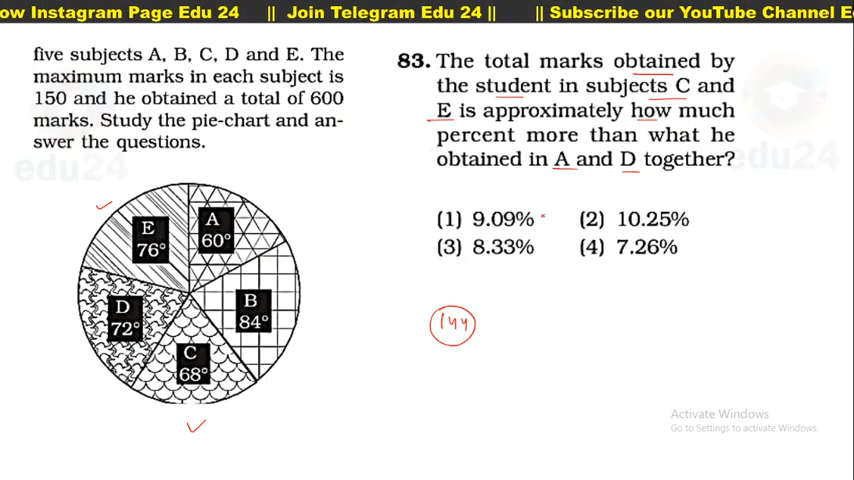 ow Instagram Page Edu 24 || Join Telegram Edu 24 || || Subscribe our YouTube Channel E
five subjects A, B, C, D and E. The
maximum marks in each subject is
150 and he obtained a total of 600
marks. Study the pie-chart and an-
swer the questions.
edu24
E
76°
A
60°
B
84°
D
72°
C
68°
83. The total marks obtained by
the student in subjects C and
E is approximately how much
percent more than what he
obtained in A and D together?
edu24
(1) 9.09% (2) 10.25%
(3) 8.33% (4) 7.26%
144
Activate Windows
Go to Settings to activate Windows.